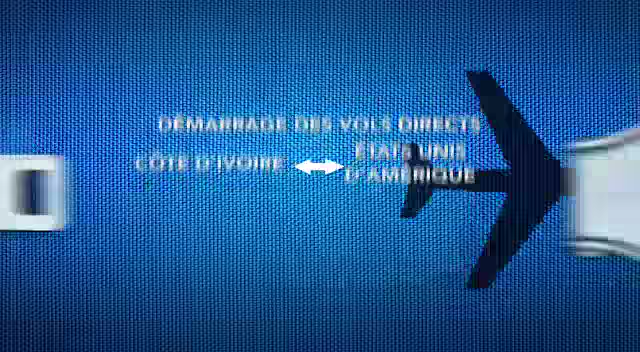 DÉMARRAGE DES VOLS DIRECTS
CÔTE D'IVOIRE ↔ ÉTATS UNIS
D'AMÉRIQUE